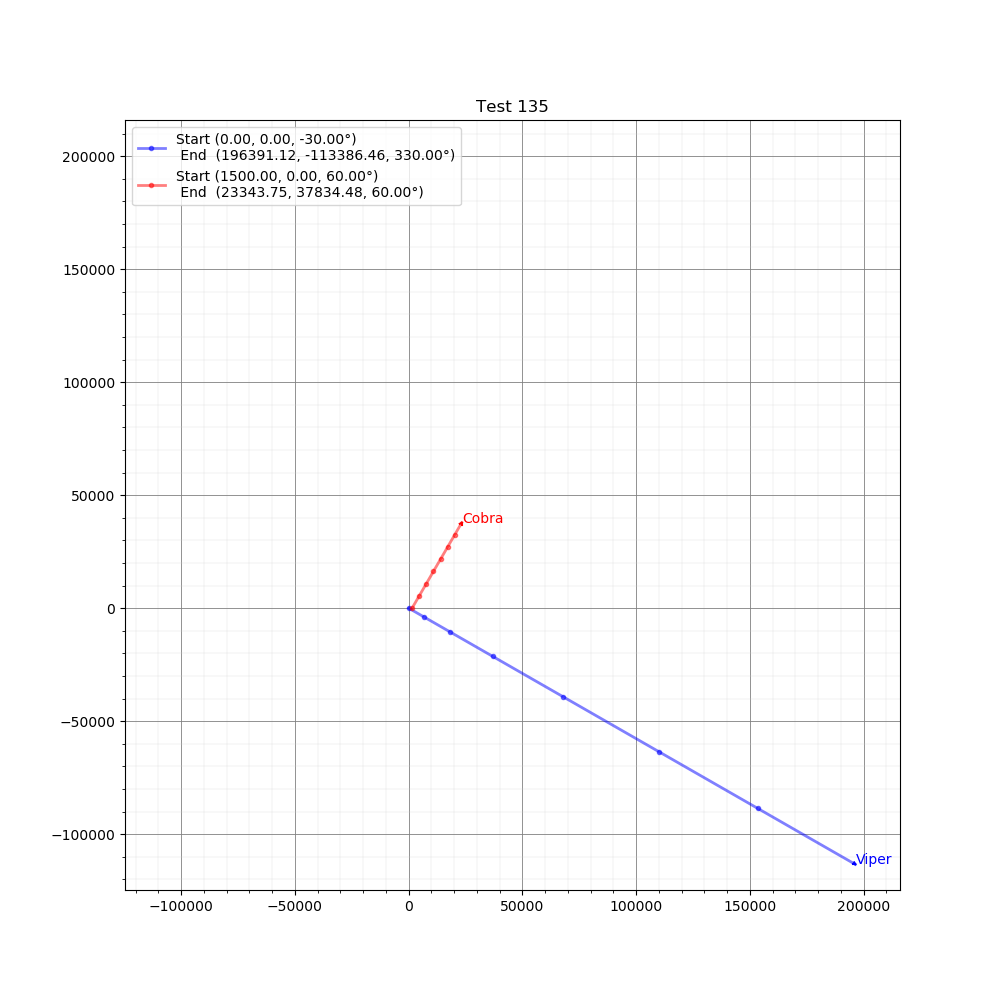 Test 135
Start (0.00, 0.00, -30.00°)
End  (196391.12, -113386.46, 330.00°)
Start (1500.00, 0.00, 60.00°)
End  (23343.75, 37834.48, 60.00°)
200000
150000
100000
50000
0
−50000
−100000
Cobra
Viper
−100000
−50000
0
50000
100000
150000
200000